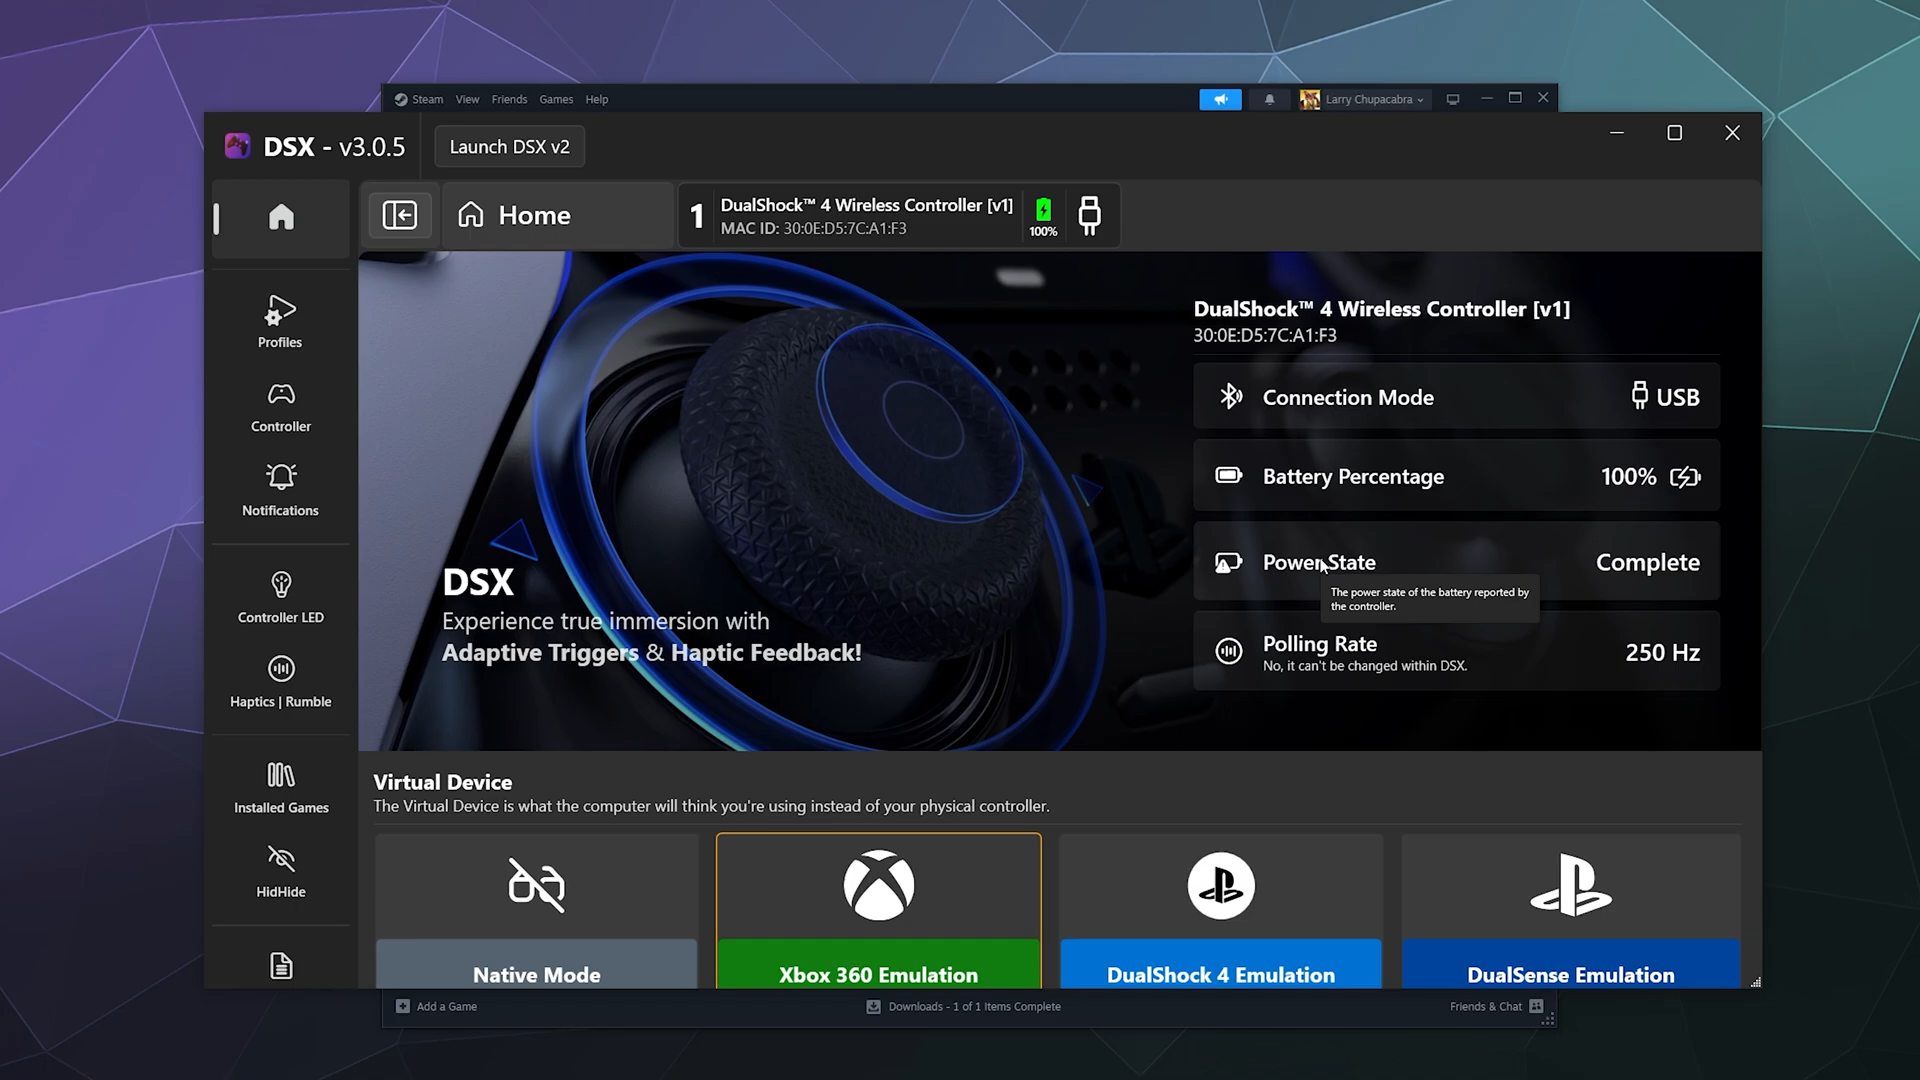 Steam View Friends Games Help
Larry Chupacabra
DSX - v3.0.5
Launch DSX v2
Home
1
DualShock™ 4 Wireless Controller [v1]
MAC ID: 30:0E:D5:7C:A1:F3
100%
Profiles
Controller
Notifications
Controller LED
Haptics | Rumble
Installed Games
HidHide
DSX
Experience true immersion with
Adaptive Triggers & Haptic Feedback!
DualShock™ 4 Wireless Controller [v1]
30:0E:D5:7C:A1:F3
Connection Mode USB
Battery Percentage 100%
Power State Complete
The power state of the battery reported by
the controller.
Polling Rate 250 Hz
No, it can't be changed within DSX.
Virtual Device
The Virtual Device is what the computer will think you're using instead of your physical controller.
Native Mode
Xbox 360 Emulation
DualShock 4 Emulation
DualSense Emulation
Add a Game
Downloads - 1 of 1 Items Complete
Friends & Chat